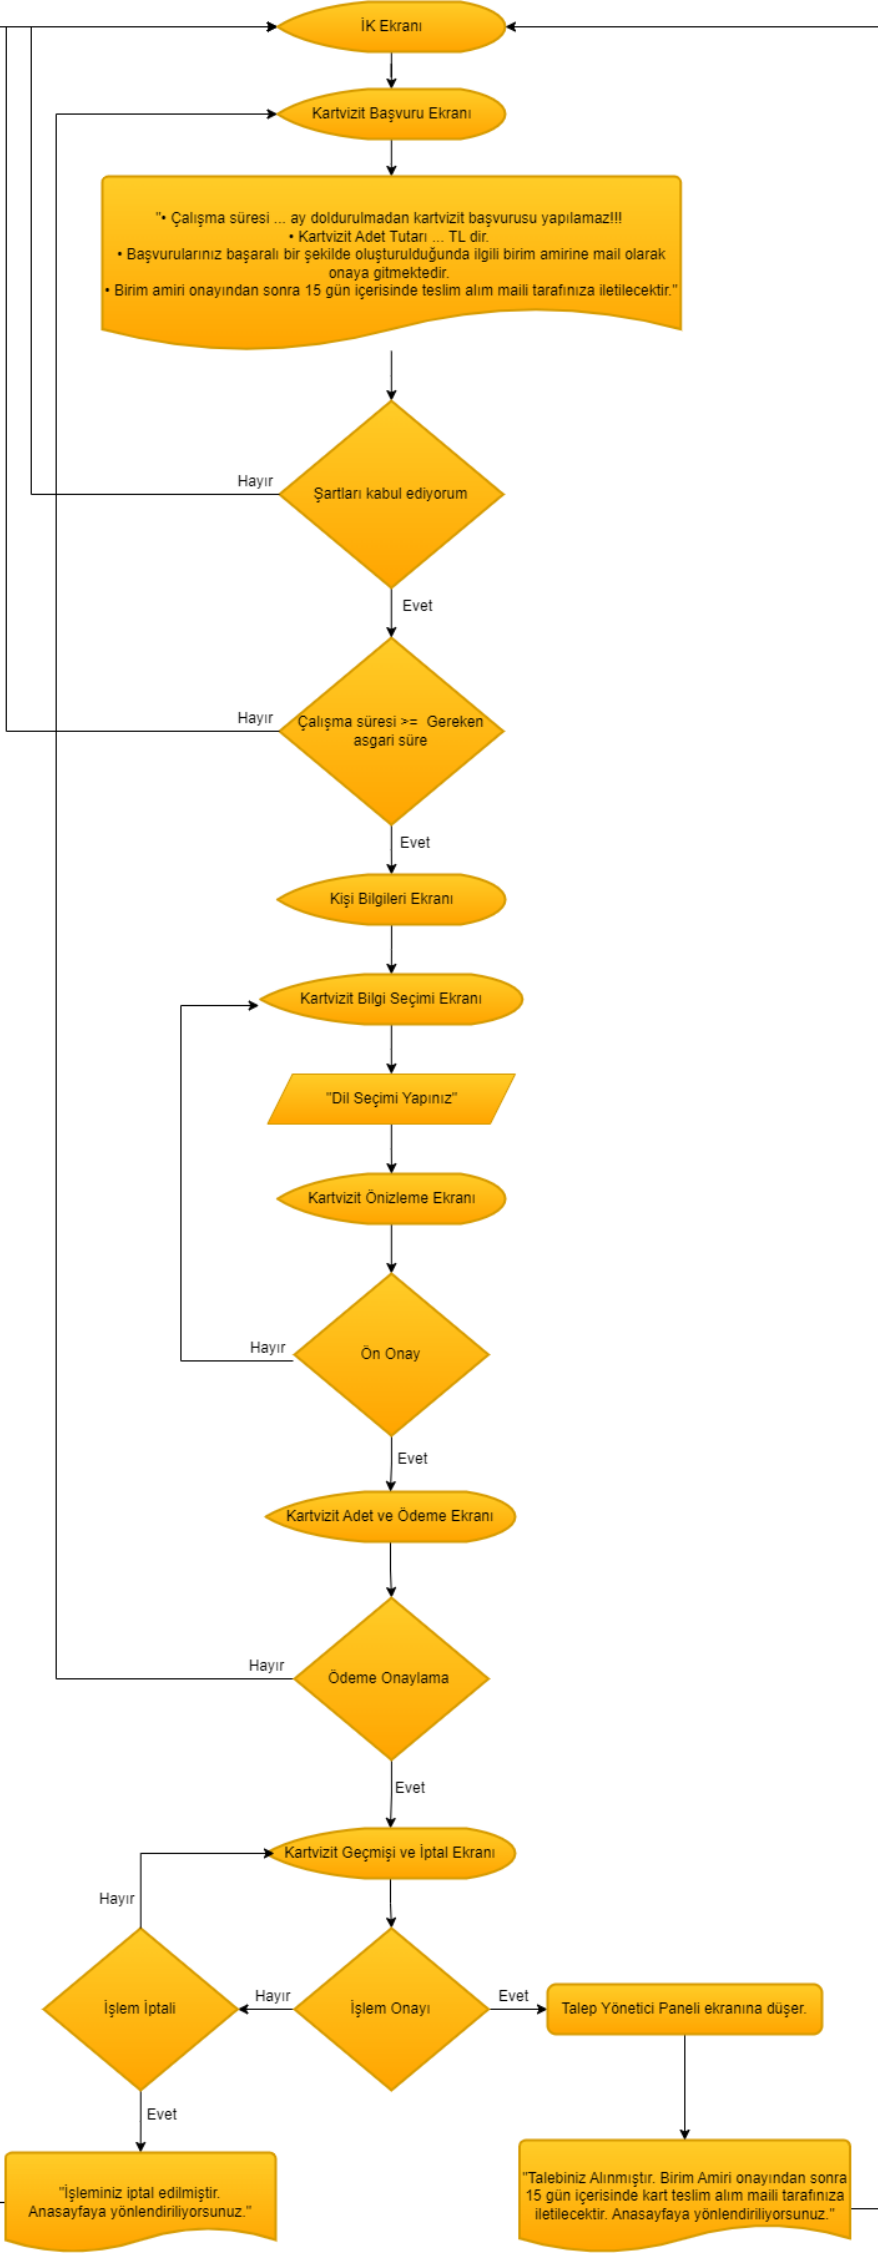 İK Ekranı
Kartvizit Başvuru Ekranı
"• Çalışma süresi ... ay doldurulmadan kartvizit başvurusu yapılamaz!!!
• Kartvizit Adet Tutarı ... TL dir.
• Başvurularınız başaralı bir şekilde oluşturulduğunda ilgili birim amirine mail olarak
onaya gitmektedir.
• Birim amiri onayından sonra 15 gün içerisinde teslim alım maili tarafınıza iletilecektir."
Hayır
Şartları kabul ediyorum
Evet
Hayır
Çalışma süresi >= Gereken
asgari süre
Evet
Kişi Bilgileri Ekranı
Kartvizit Bilgi Seçimi Ekranı
"Dil Seçimi Yapınız"
Kartvizit Önizleme Ekranı
Hayır
Ön Onay
Evet
Kartvizit Adet ve Ödeme Ekranı
Hayır
Ödeme Onaylama
Evet
Kartvizit Geçmişi ve İptal Ekranı
Hayır
İşlem İptali
Hayır
İşlem Onayı
Evet
Talep Yönetici Paneli ekranına düşer.
Evet
"İşleminiz iptal edilmiştir.
Anasayfaya yönlendiriliyorsunuz."
"Talebiniz Alınmıştır. Birim Amiri onayından sonra
15 gün içerisinde kart teslim alım maili tarafınıza
iletilecektir. Anasayfaya yönlendiriliyorsunuz."